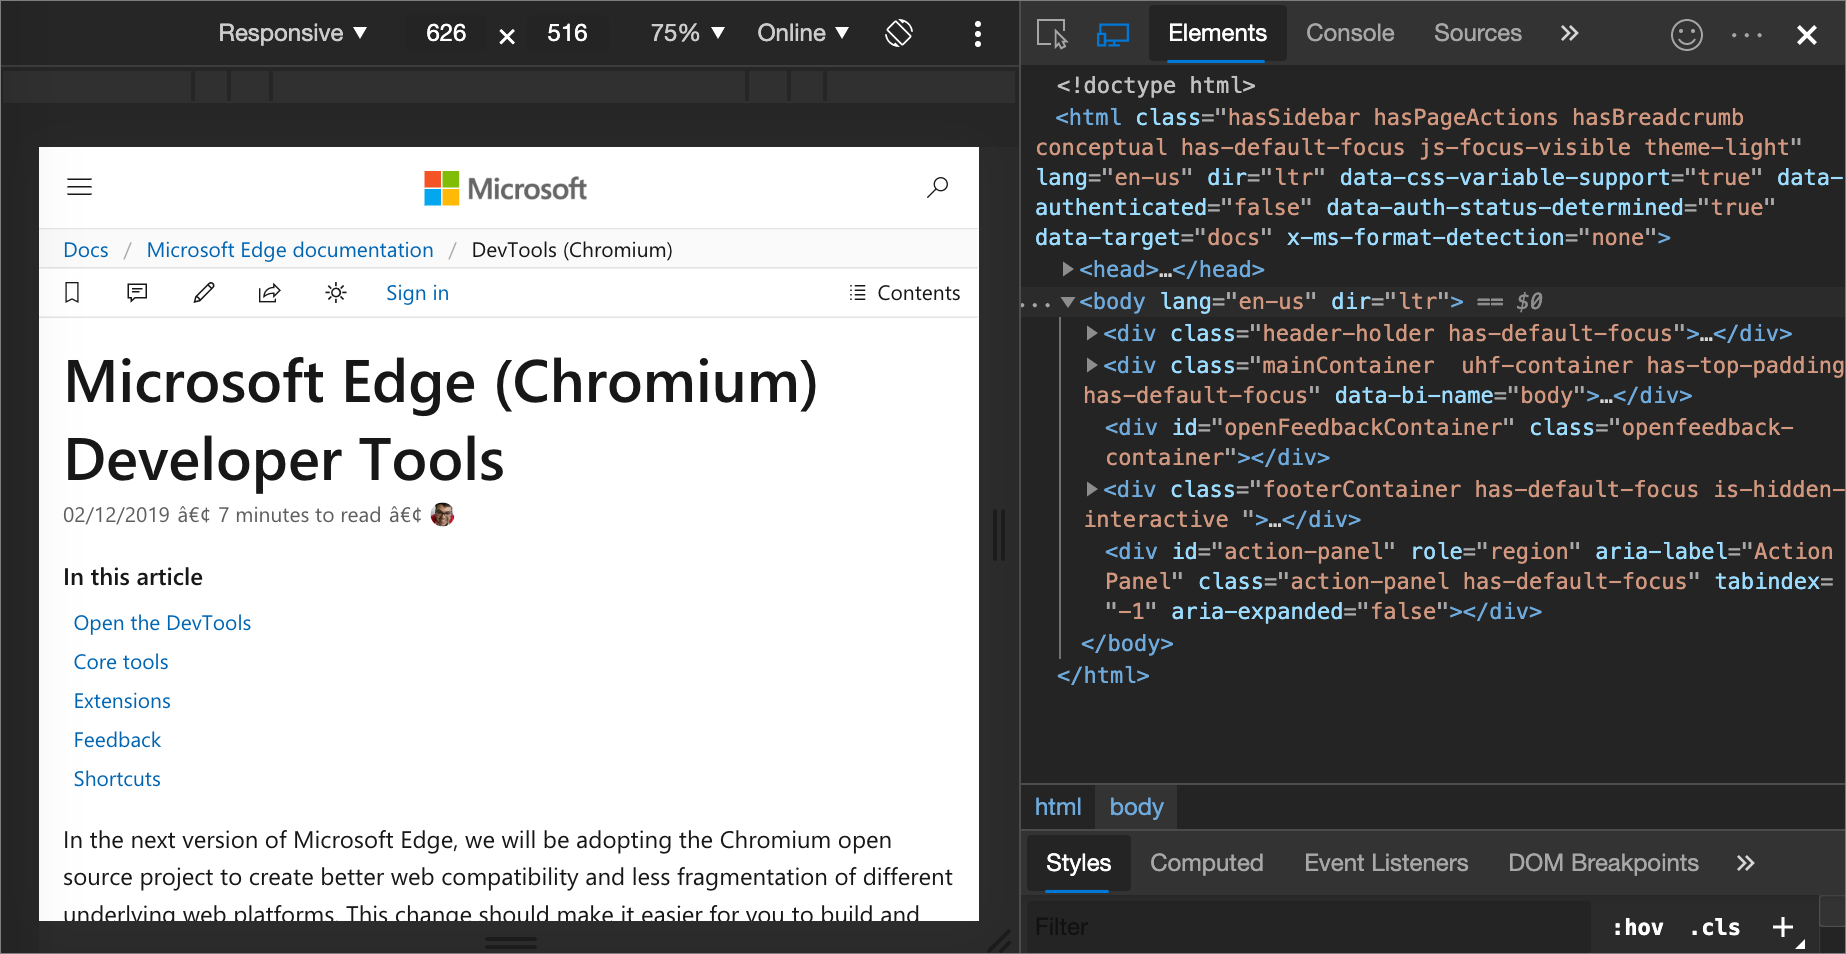 Responsive ▼ 626 × 516 75% ▼ Online ▼
Microsoft
Docs / Microsoft Edge documentation / DevTools (Chromium)
Sign in Contents
Microsoft Edge (Chromium)
Developer Tools
02/12/2019 â€¢ 7 minutes to read â€¢
In this article
Open the DevTools
Core tools
Extensions
Feedback
Shortcuts
In the next version of Microsoft Edge, we will be adopting the Chromium open
source project to create better web compatibility and less fragmentation of different
underlying web platforms. This change should make it easier for you to build and
Elements Console Sources »
<!doctype html>
<html class="hasSidebar hasPageActions hasBreadcrumb
conceptual has-default-focus js-focus-visible theme-light"
lang="en-us" dir="ltr" data-css-variable-support="true" data-
authenticated="false" data-auth-status-determined="true"
data-target="docs" x-ms-format-detection="none">
<head>…</head>
<body lang="en-us" dir="ltr"> == $0
<div class="header-holder has-default-focus">…</div>
<div class="mainContainer  uhf-container has-top-padding
has-default-focus" data-bi-name="body">…</div>
<div id="openFeedbackContainer" class="openfeedback-
container"></div>
<div class="footerContainer has-default-focus is-hidden-
interactive ">…</div>
<div id="action-panel" role="region" aria-label="Action
Panel" class="action-panel has-default-focus" tabindex=
"-1" aria-expanded="false"></div>
</body>
</html>
html body
Styles Computed Event Listeners DOM Breakpoints »
Filter :hov .cls +